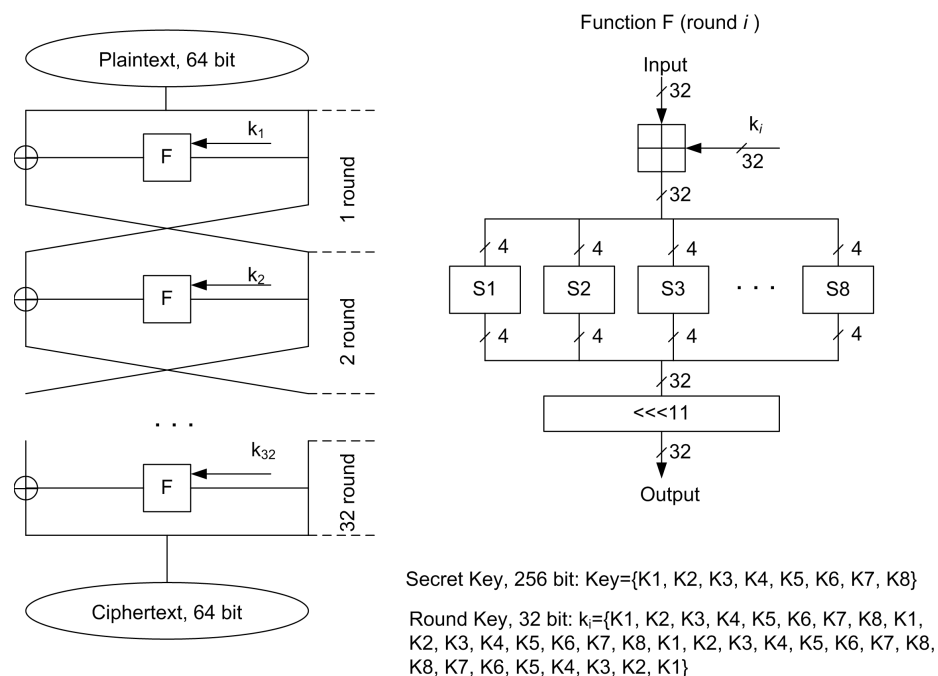 Plaintext, 64 bit
F
k1
1 round
F
k2
2 round
. . .
F
k32
32 round
Ciphertext, 64 bit
Function F (round i )
Input
32
ki
32
32
4 4 4 4
S1 S2 S3 . . . S8
4 4 4 4
32
<<<11
32
Output
Secret Key, 256 bit: Key={K1, K2, K3, K4, K5, K6, K7, K8}
Round Key, 32 bit: ki={K1, K2, K3, K4, K5, K6, K7, K8, K1,
K2, K3, K4, K5, K6, K7, K8, K1, K2, K3, K4, K5, K6, K7, K8,
K8, K7, K6, K5, K4, K3, K2, K1}